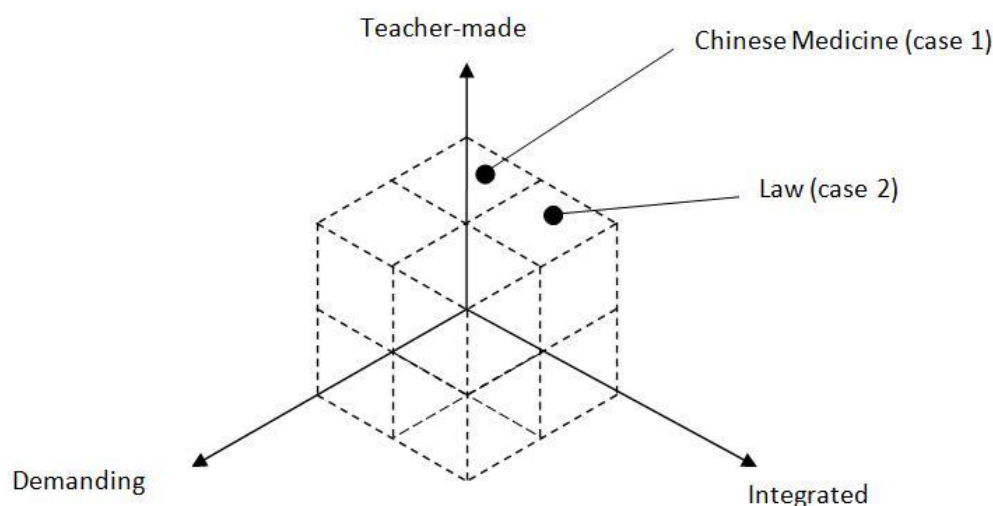 Teacher-made
Chinese Medicine (case 1)
Law (case 2)
Demanding
Integrated